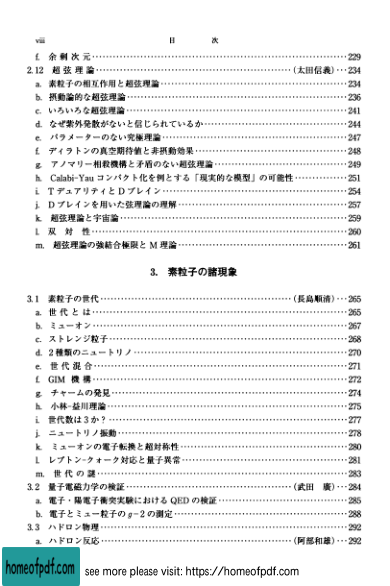 viii 目 次
f. 余剰次元……229
2.12 超弦理論……(太田信義)…234
a. 素粒子の相互作用と超弦理論……234
b. 摂動論的な超弦理論……236
c. いろいろな超弦理論……241
d. なぜ紫外発散がないと信じられているか……244
e. パラメーターのない究極理論……247
f. ディラトンの真空期待値と非摂動効果……248
g. アノマリー相殺機構と矛盾のない超弦理論……249
h. Calabi-Yau コンパクト化を例とする「現実的な模型」の可能性……251
i. T デュアリティと D ブレイン……254
j. D ブレインを用いた弦理論の理解……257
k. 超弦理論と宇宙論……259
l. 双対性……260
m. 超弦理論の強結合極限と M 理論……261
3. 素粒子の諸現象
3.1 素粒子の世代……(長島順清)…265
a. 世代とは……265
b. ミューオン……267
c. ストレンジ粒子……268
d. 2種類のニュートリノ……270
e. 世代混合……271
f. GIM 機構……272
g. チャームの発見……274
h. 小林-益川理論……275
i. 世代数は3か?……277
j. ニュートリノ振動……278
k. ミューオンの電子転換と超対称性……280
l. レプトン-クォーク対応と量子異常……281
m. 世代の謎……283
3.2 量子電磁力学の検証……(武田 廣)…284
a. 電子・陽電子衝突実験における QED の検証……285
b. 電子とミュー粒子の g-2 の測定……288
3.3 ハドロン物理……292
a. ハドロン反応……(阿部和雄)…292
homeofpdf.com see more please visit: https://homeofpdf.com